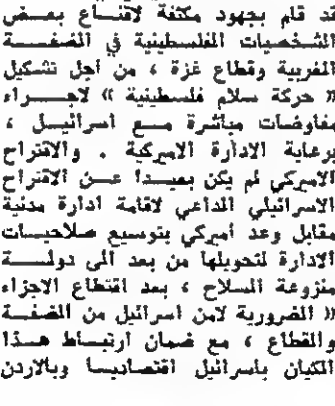 قد قام بجهود مكثفة لاقناع بعض
الشخصيات الفلسطينية في الضفة
الغربية وقطاع غزة ، من أجل تشكيل
« حركة سلام فلسطينية » لاجراء
مفاوضات مباشرة مع اسرائيل ،
برعاية الادارة الاميركية . والاقتراح
الاميركي لم يكن بعيدا عن الاقتراح
الاسرائيلي الداعي لاقامة ادارة مدنية
مقابل وعد أميركي بتوسيع صلاحيات
الادارة لتحويلها من بعد الى دولة
منزوعة السلاح ، بعد اقتطاع الاجزاء
« الضرورية لامن اسرائيل من الضفة
والقطاع ، مع ضمان ارتباط هذا
الكيان باسرائيل اقتصاديا وبالاردن